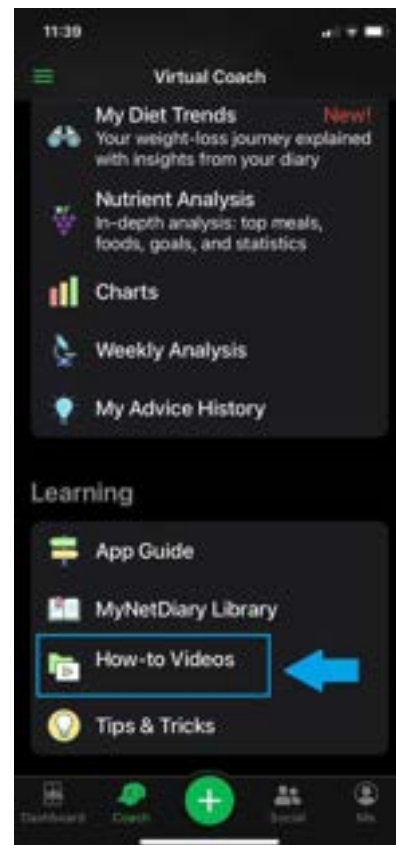 11:39
Virtual Coach
My Diet Trends New!
Your weight-loss journey explained
with insights from your diary
Nutrient Analysis
In-depth analysis: top meals,
foods, goals, and statistics
Charts
Weekly Analysis
My Advice History
Learning
App Guide
MyNetDiary Library
How-to Videos
Tips & Tricks
Dashboard Coach Social Me